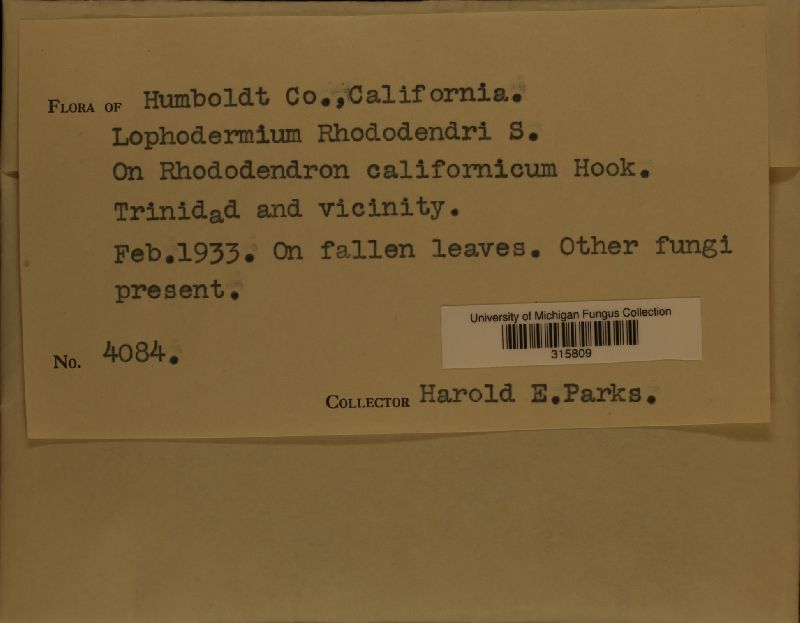 FLORA OF Humboldt Co.,California.
Lophodermium Rhododendri S.
On Rhododendron californicum Hook.
Trinidad and vicinity.
Feb.1933. On fallen leaves. Other fungi
present.
University of Michigan Fungus Collection
315809
No. 4084.
COLLECTOR Harold E.Parks.